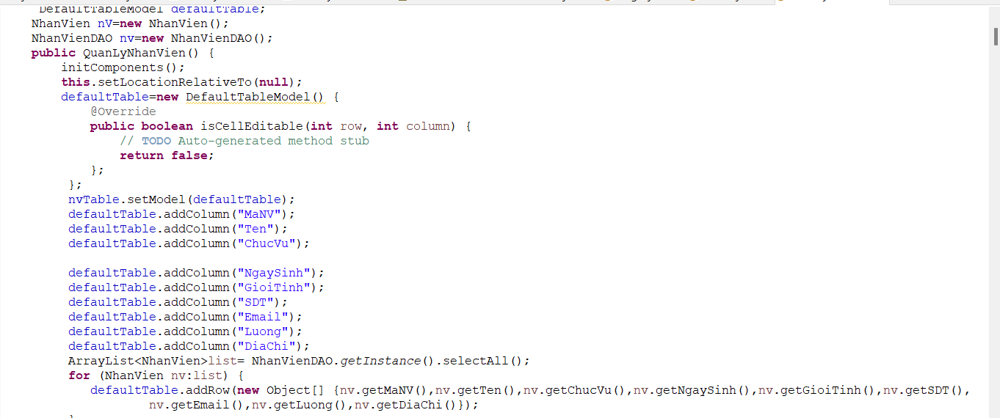 DefaultTableModel defaultTable;
NhanVien nV=new NhanVien();
NhanVienDAO nv=new NhanVienDAO();
public QuanLyNhanVien() {
initComponents();
this.setLocationRelativeTo(null);
defaultTable=new DefaultTableModel() {
@Override
public boolean isCellEditable(int row, int column) {
// TODO Auto-generated method stub
return false;
};
};
nvTable.setModel(defaultTable);
defaultTable.addColumn("MaNV");
defaultTable.addColumn("Ten");
defaultTable.addColumn("ChucVu");
defaultTable.addColumn("NgaySinh");
defaultTable.addColumn("GioiTinh");
defaultTable.addColumn("SDT");
defaultTable.addColumn("Email");
defaultTable.addColumn("Luong");
defaultTable.addColumn("DiaChi");
ArrayList<NhanVien>list= NhanVienDAO.getInstance().selectAll();
for (NhanVien nv:list) {
defaultTable.addRow(new Object[] {nv.getMaNV(),nv.getTen(),nv.getChucVu(),nv.getNgaySinh(),nv.getGioiTinh(),nv.getSDT(),
nv.getEmail(),nv.getLuong(),nv.getDiaChi()});